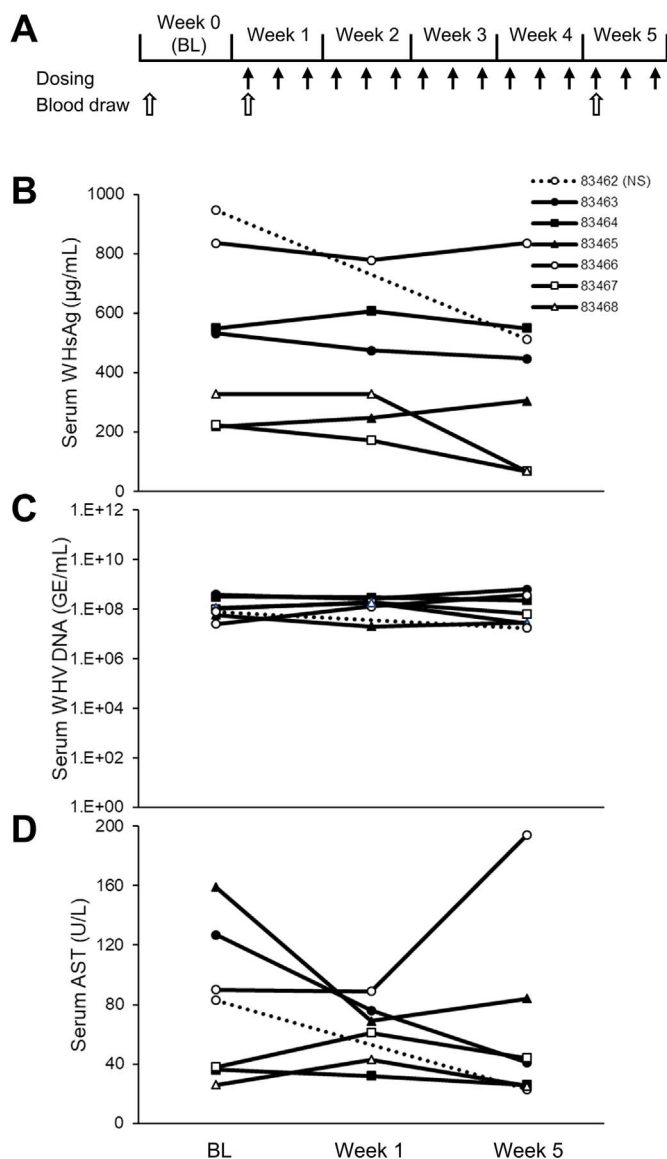 A
Week 0
(BL)
Week 1
Week 2
Week 3
Week 4
Week 5
Dosing
Blood draw
B
1000
800
600
400
200
0
Serum WHsAg (µg/mL)
83462 (NS)
83463
83464
83465
83466
83467
83468
C
1.E+12
1.E+10
1.E+08
1.E+06
1.E+04
1.E+02
1.E+00
Serum WHV DNA (GE/mL)
D
200
160
120
80
40
0
Serum AST (U/L)
BL
Week 1
Week 5